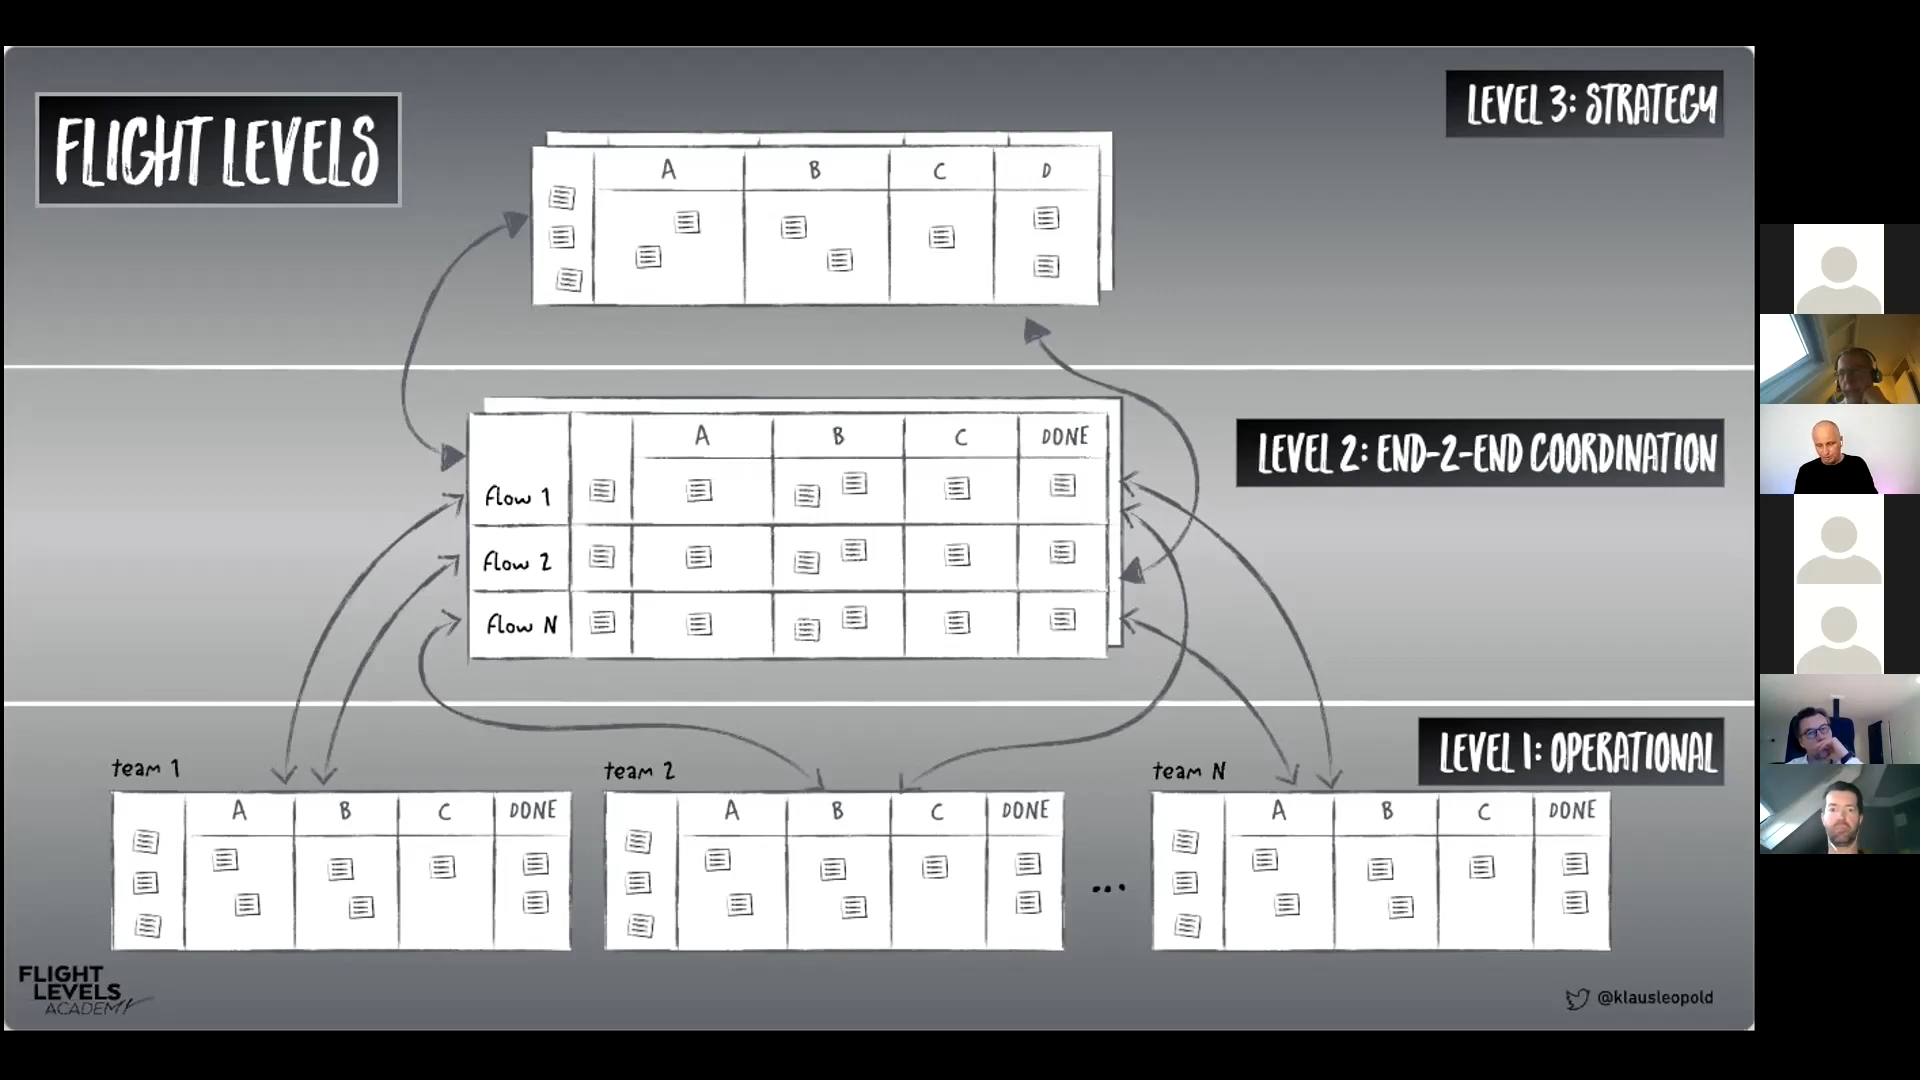 FLIGHT LEVELS
LEVEL 3: STRATEGY
A B C D
LEVEL 2: END-2-END COORDINATION
A B C DONE
flow 1
flow 2
flow N
LEVEL 1: OPERATIONAL
team 1
team 2
team N
A B C DONE
A B C DONE
...
A B C DONE
FLIGHT
LEVELS
ACADEMY
@klausleopold